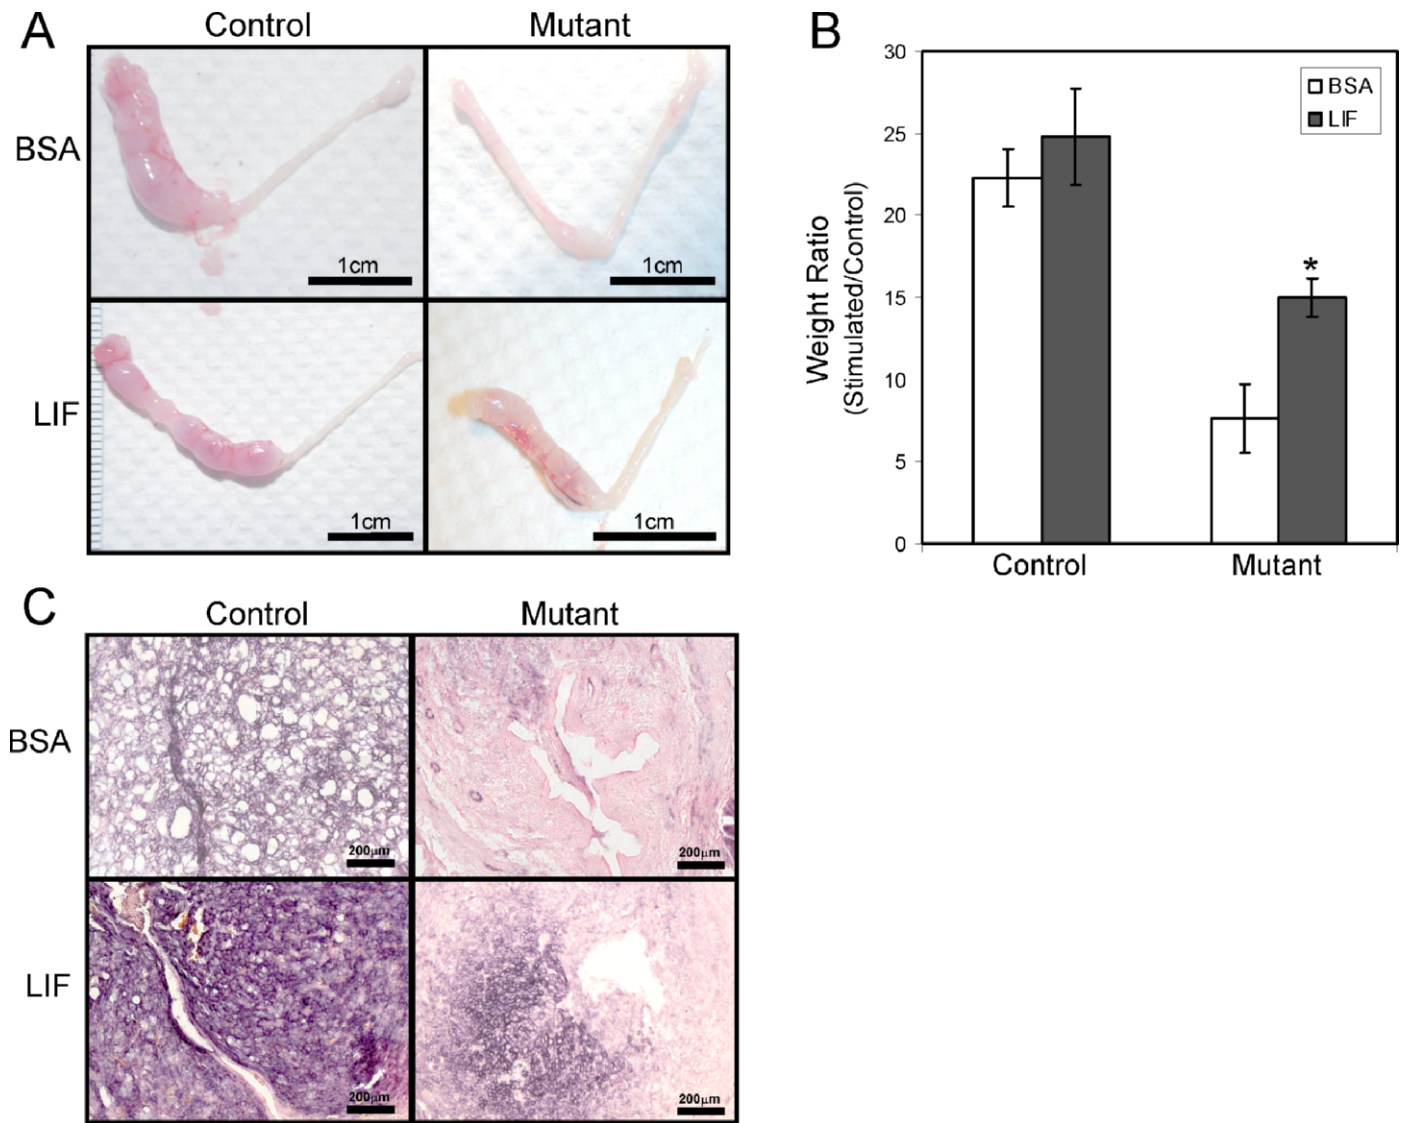 A
Control Mutant
BSA
1cm 1cm
LIF
1cm 1cm
B
30
25
20
15
10
5
0
Weight Ratio
(Stimulated/Control)
BSA
LIF
*
Control Mutant
C
Control Mutant
BSA
200µm 200µm
LIF
200µm 200µm